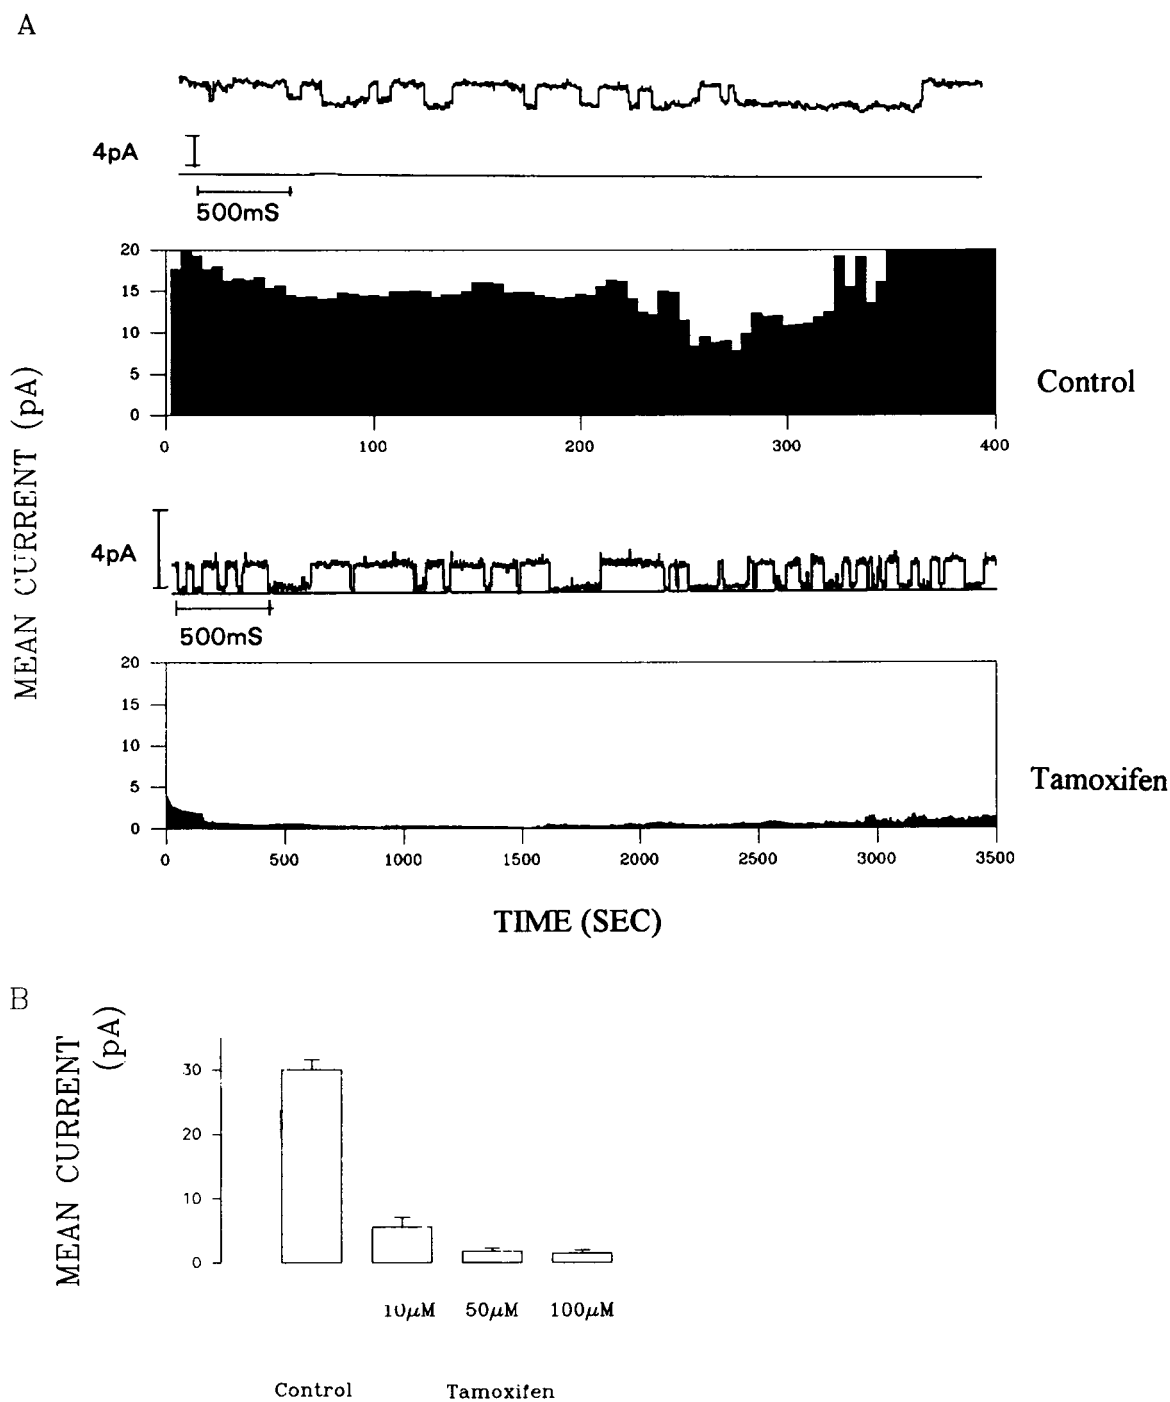 A
4pA
500mS
20
15
10
5
0
0 100 200 300 400
Control
MEAN CURRENT (pA)
4pA
500mS
20
15
10
5
0
0 500 1000 1500 2000 2500 3000 3500
Tamoxifen
TIME (SEC)
B
MEAN CURRENT
(pA)
30
20
10
0
10μM 50μM 100μM
Control Tamoxifen